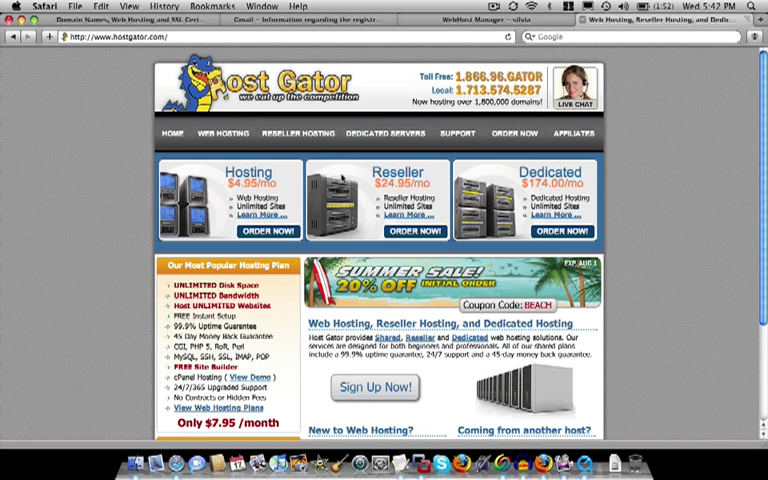 Safari File Edit View History Bookmarks Window Help
(1:52) Wed 5:42 PM
Domain Names, Web Hosting and SSL Cert...
Gmail – Information regarding the registr...
WebHost Manager – silvia
Web Hosting, Reseller Hosting, and Dedic...
http://www.hostgator.com/
Google
Host Gator
we eat up the competition
Toll Free: 1.866.96.GATOR
Local: 1.713.574.5287
Now hosting over 1,800,000 domains!
LIVE CHAT
HOME WEB HOSTING RESELLER HOSTING DEDICATED SERVERS SUPPORT ORDER NOW AFFILIATES
Hosting
$4.95/mo
Web Hosting
Unlimited Sites
Learn More ...
ORDER NOW!
Reseller
$24.95/mo
Reseller Hosting
Unlimited Sites
Learn More ...
ORDER NOW!
Dedicated
$174.00/mo
Dedicated Hosting
Unlimited Sites
Learn More ...
ORDER NOW!
Our Most Popular Hosting Plan
UNLIMITED Disk Space
UNLIMITED Bandwidth
Host UNLIMITED Websites
FREE Instant Setup
99.9% Uptime Guarantee
45 Day Money Back Guarantee
CGI, PHP 5, RoR, Perl
MySQL, SSH, SSL, IMAP, POP
FREE Site Builder
cPanel Hosting ( View Demo )
24/7/365 Upgraded Support
No Contracts or Hidden Fees
View Web Hosting Plans
Only $7.95 /month
SUMMER SALE!
20% OFF INITIAL ORDER
EXP. AUG 1
Coupon Code: BEACH
Web Hosting, Reseller Hosting, and Dedicated Hosting
Host Gator provides Shared, Reseller and Dedicated web hosting solutions. Our
services are designed for both beginners and professionals. All of our shared plans
include a 99.9% uptime guarantee, 24/7 support and a 45-day money back guarantee.
Sign Up Now!
New to Web Hosting?
Coming from another host?
17